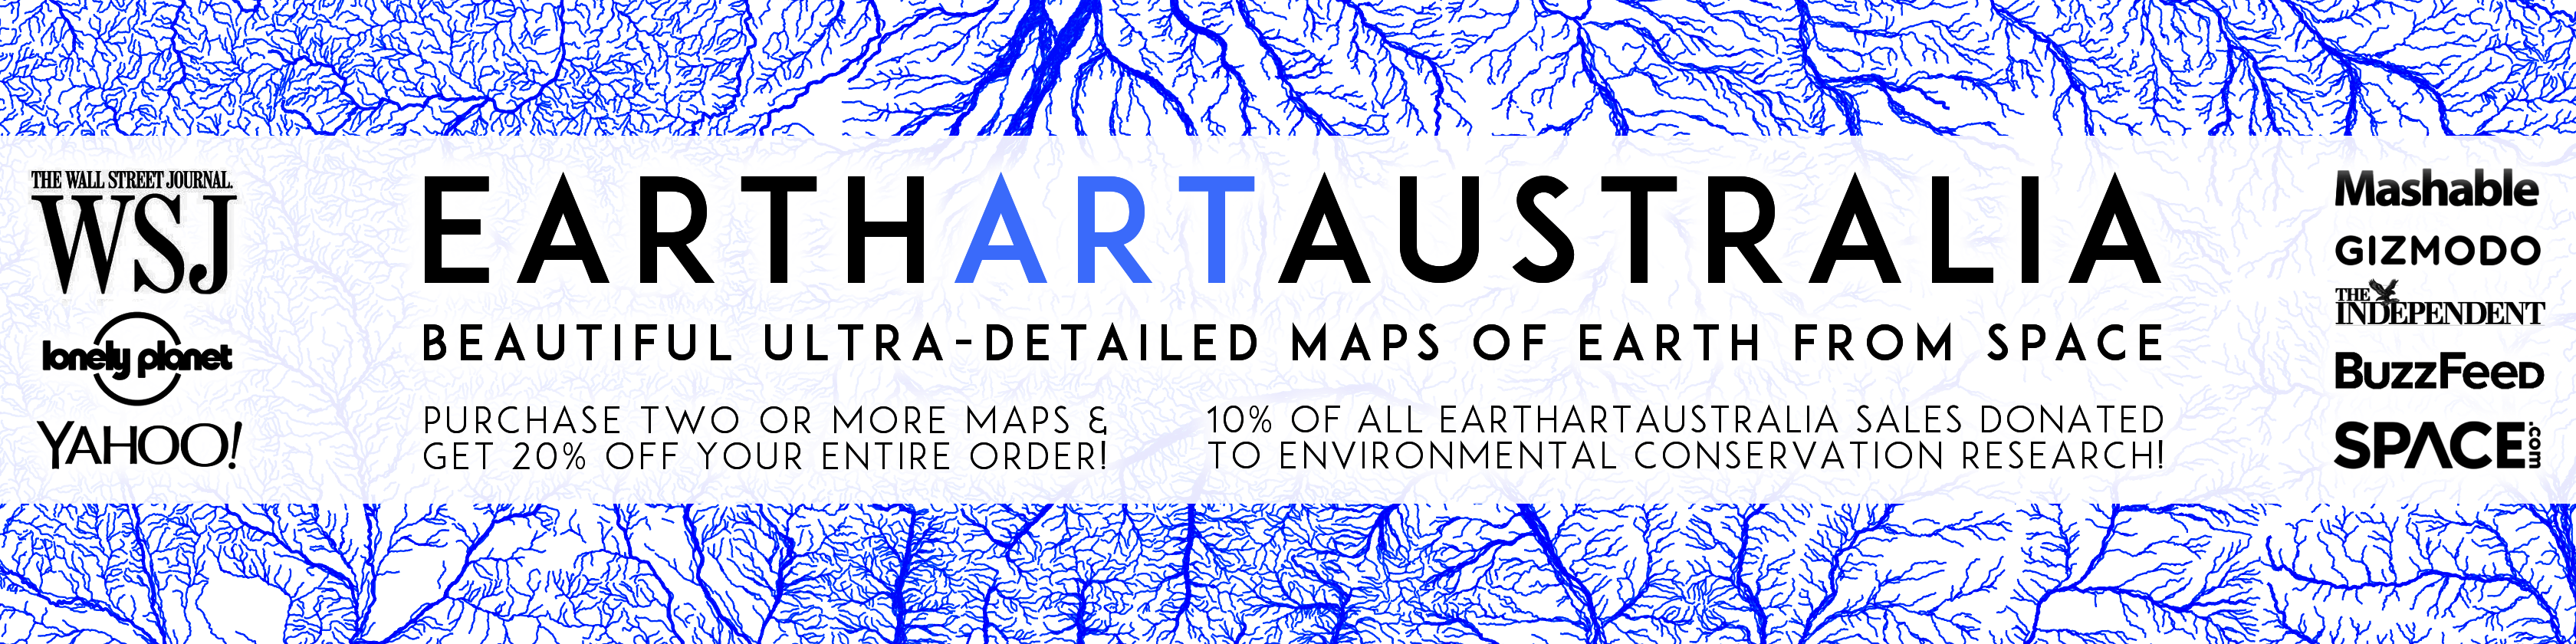 THE WALL STREET JOURNAL.
WSJ
lonely planet
YAHOO!
EARTHARTAUSTRALIA
BEAUTIFUL ULTRA-DETAILED MAPS OF EARTH FROM SPACE
PURCHASE TWO OR MORE MAPS &
GET 20% OFF YOUR ENTIRE ORDER!
10% OF ALL EARTHARTAUSTRALIA SALES DONATED
TO ENVIRONMENTAL CONSERVATION RESEARCH!
Mashable
GIZMODO
THE
INDEPENDENT
BuzzFeed
SPACE.com